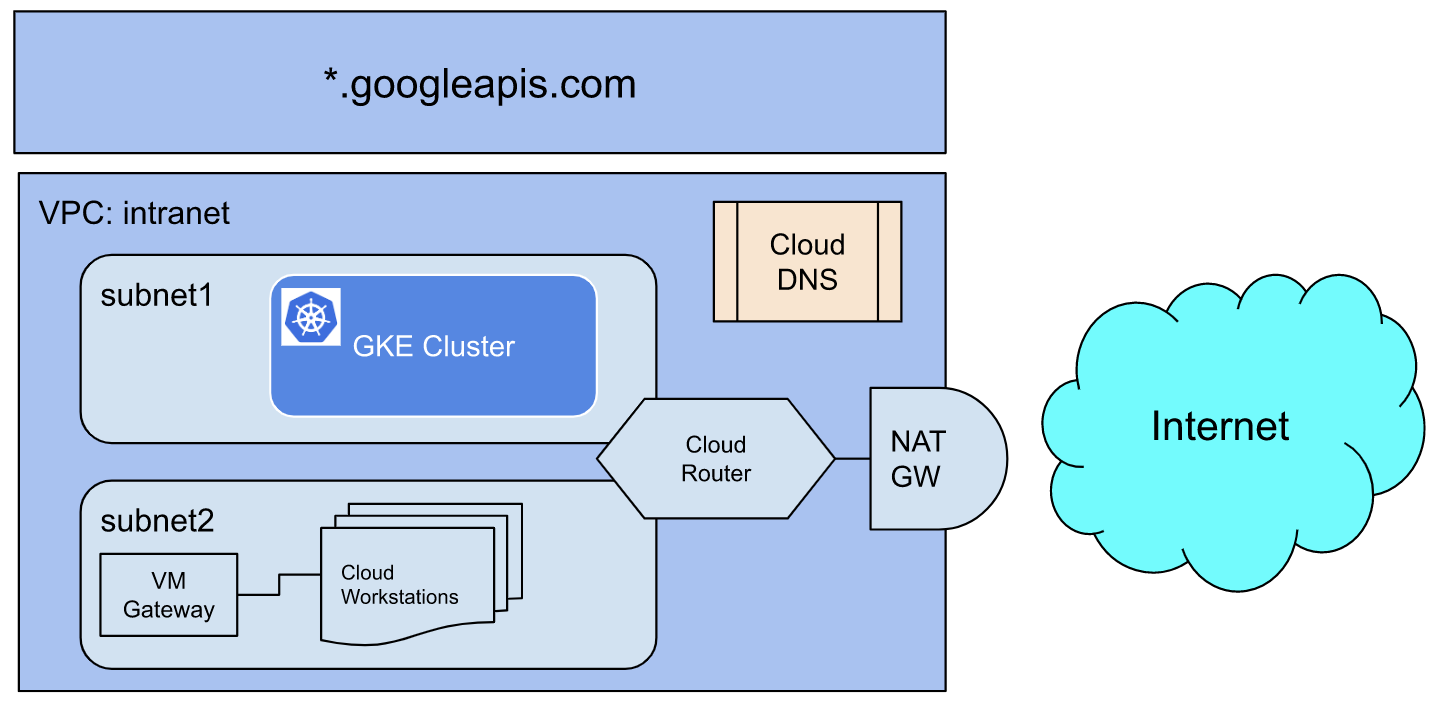 *.googleapis.com
VPC: intranet
Cloud
DNS
subnet1
GKE Cluster
Cloud
Router
NAT
GW
Internet
subnet2
VM
Gateway
Cloud
Workstations